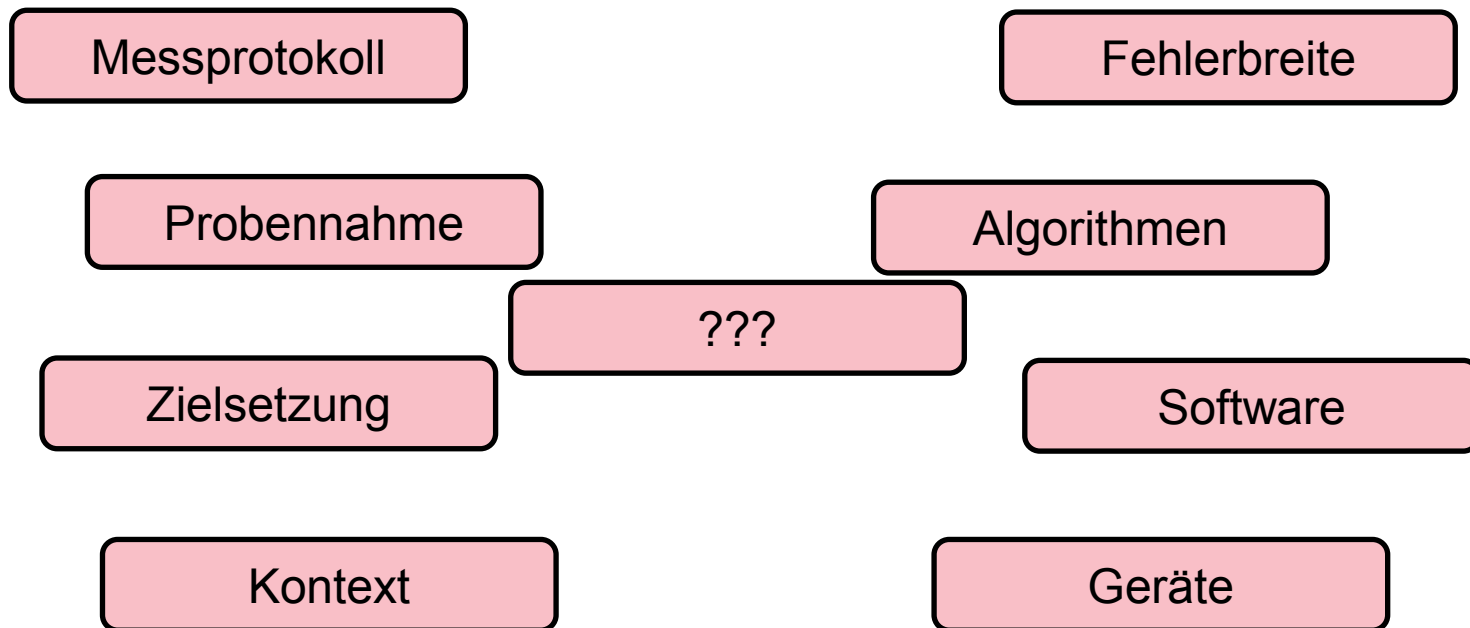 Messprotokoll
Fehlerbreite
Probennahme
Algorithmen
???
Zielsetzung
Software
Kontext
Geräte